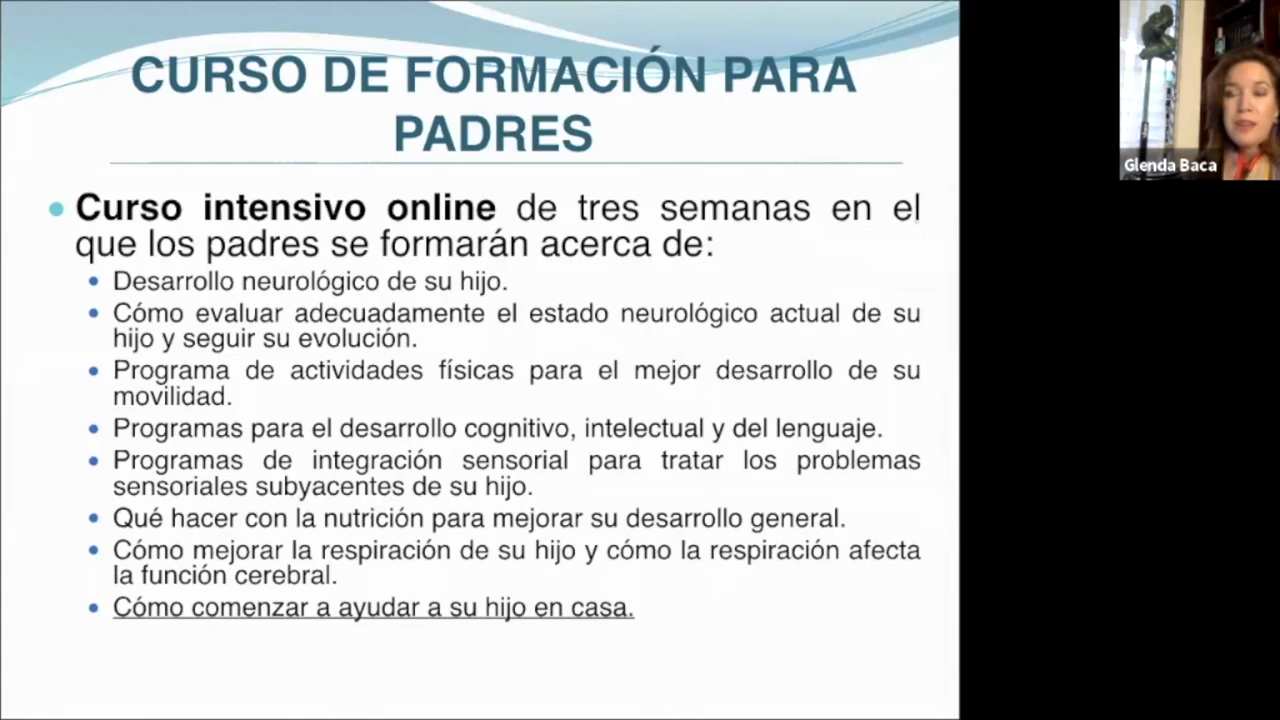 CURSO DE FORMACIÓN PARA
PADRES
Curso intensivo online de tres semanas en el
que los padres se formarán acerca de:
Desarrollo neurológico de su hijo.
Cómo evaluar adecuadamente el estado neurológico actual de su
hijo y seguir su evolución.
Programa de actividades físicas para el mejor desarrollo de su
movilidad.
Programas para el desarrollo cognitivo, intelectual y del lenguaje.
Programas de integración sensorial para tratar los problemas
sensoriales subyacentes de su hijo.
Qué hacer con la nutrición para mejorar su desarrollo general.
Cómo mejorar la respiración de su hijo y cómo la respiración afecta
la función cerebral.
Cómo comenzar a ayudar a su hijo en casa.
Glenda Baca